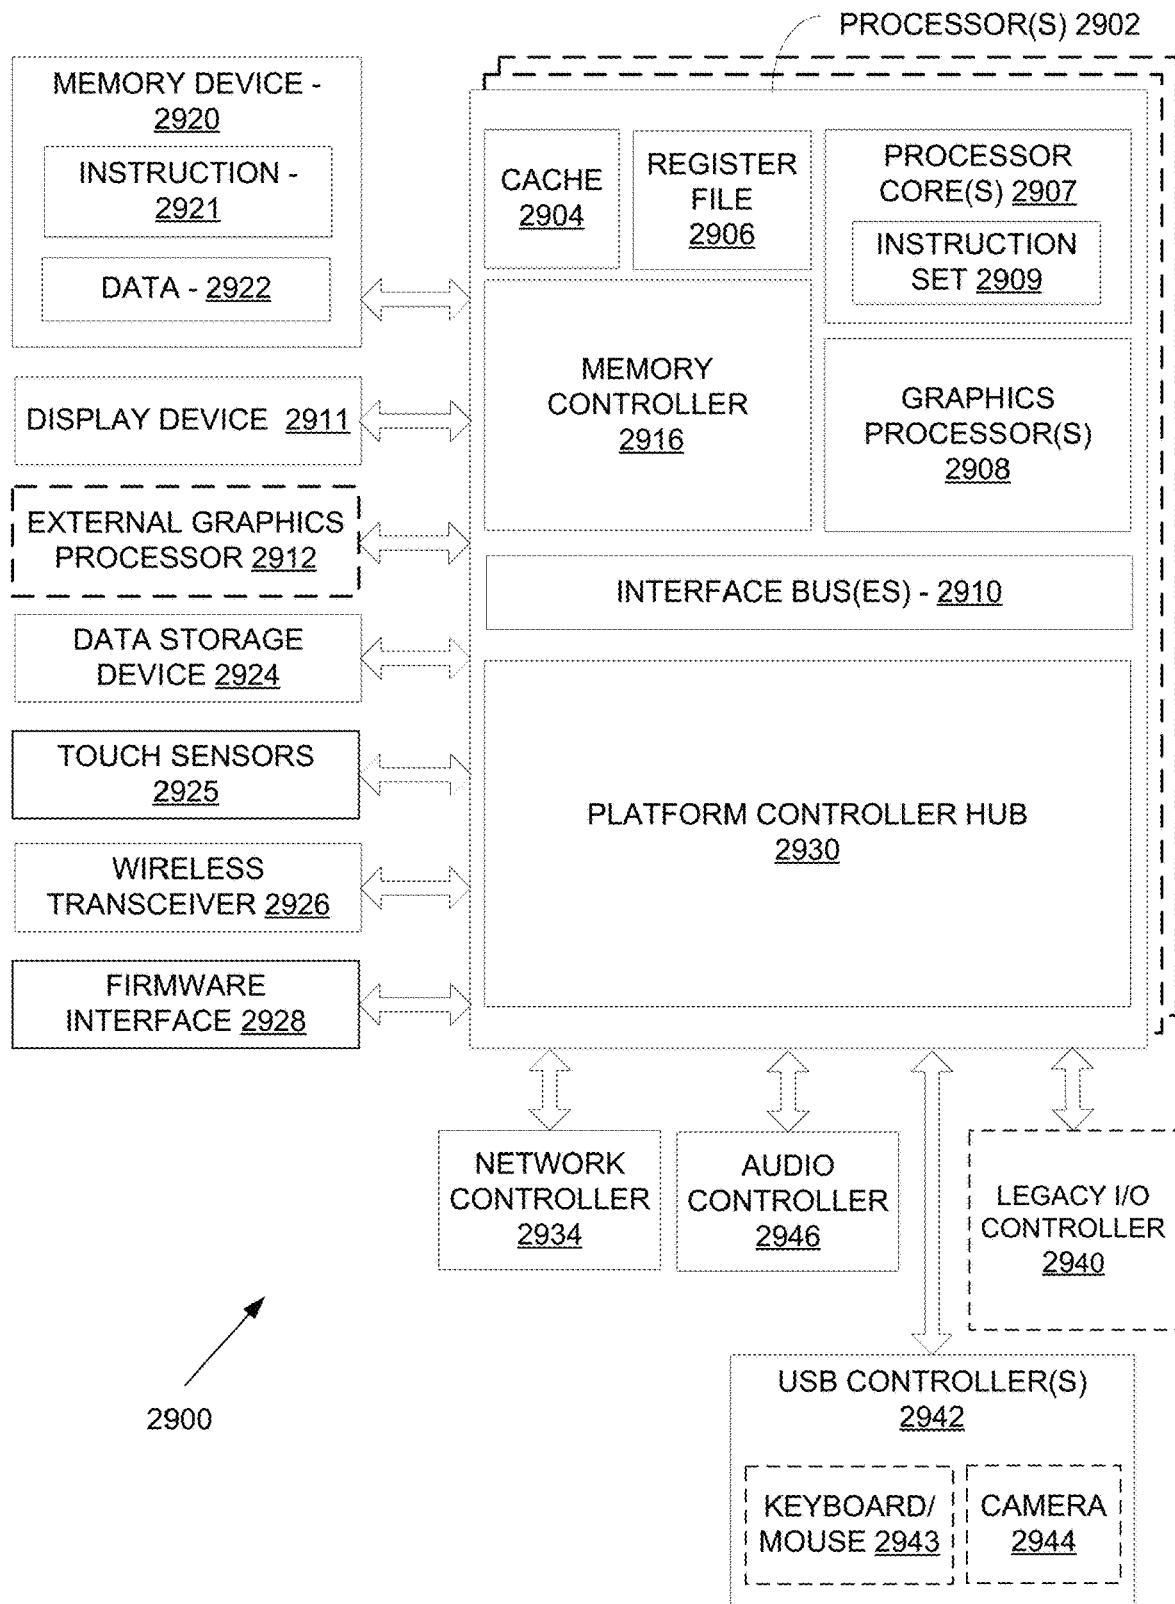 PROCESSOR(S) 2902
MEMORY DEVICE -
2920
INSTRUCTION -
2921
DATA - 2922
DISPLAY DEVICE 2911
EXTERNAL GRAPHICS
PROCESSOR 2912
DATA STORAGE
DEVICE 2924
TOUCH SENSORS
2925
WIRELESS
TRANSCEIVER 2926
FIRMWARE
INTERFACE 2928
CACHE
2904
REGISTER
FILE
2906
PROCESSOR
CORE(S) 2907
INSTRUCTION
SET 2909
MEMORY
CONTROLLER
2916
GRAPHICS
PROCESSOR(S)
2908
INTERFACE BUS(ES) - 2910
PLATFORM CONTROLLER HUB
2930
NETWORK
CONTROLLER
2934
AUDIO
CONTROLLER
2946
LEGACY I/O
CONTROLLER
2940
USB CONTROLLER(S)
2942
KEYBOARD/
MOUSE 2943
CAMERA
2944
2900